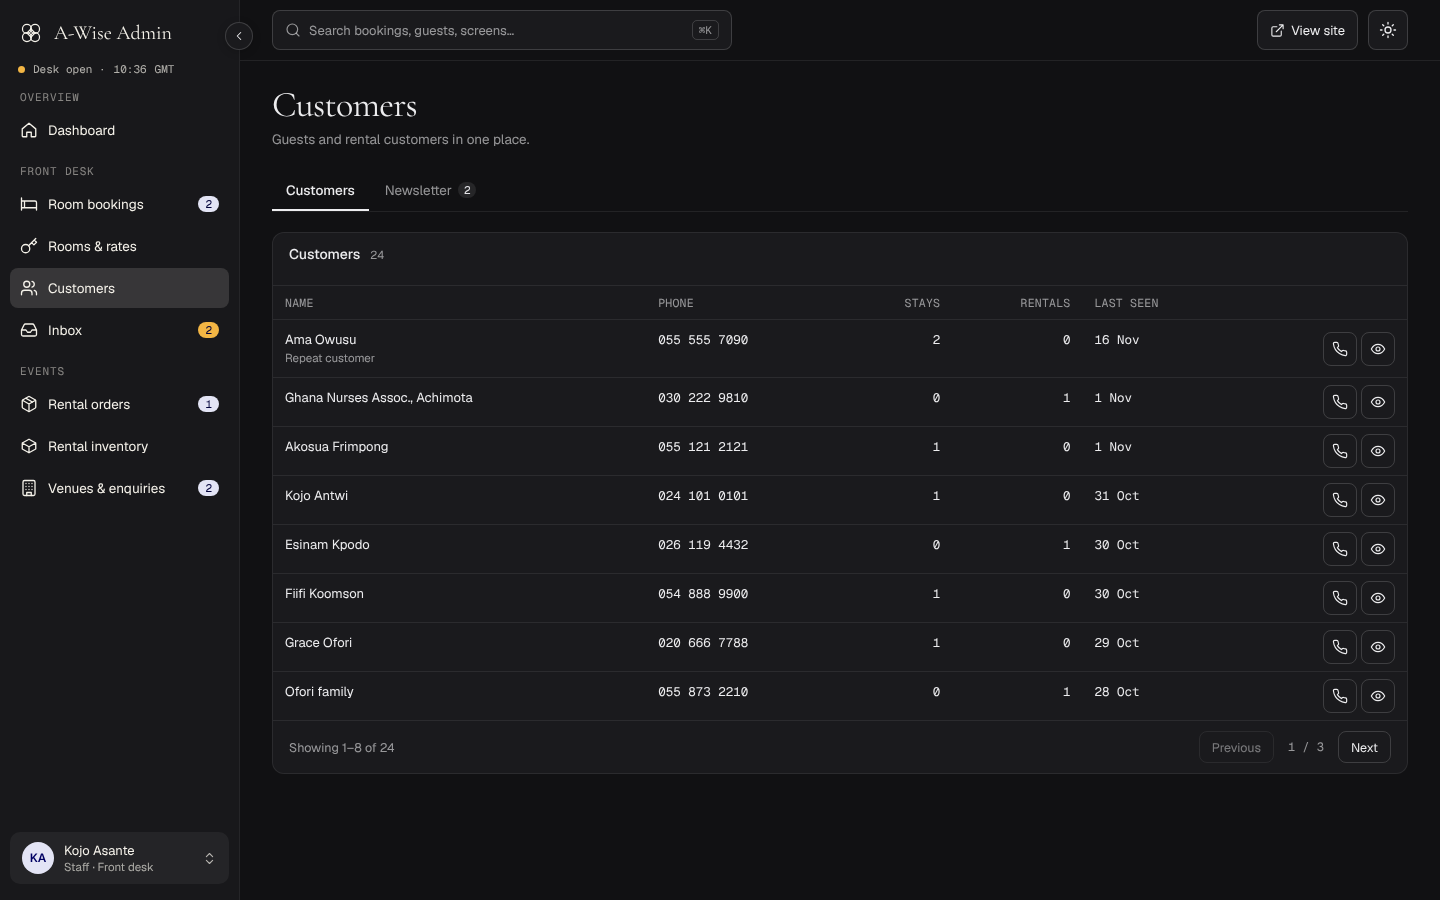 A-Wise Admin
Desk open · 10:36 GMT
OVERVIEW
Dashboard
FRONT DESK
Room bookings 2
Rooms & rates
Customers
Inbox 2
EVENTS
Rental orders 1
Rental inventory
Venues & enquiries 2
KA
Kojo Asante
Staff · Front desk
Search bookings, guests, screens... ⌘K
View site
Customers
Guests and rental customers in one place.
Customers Newsletter 2
Customers 24
NAME PHONE STAYS RENTALS LAST SEEN
Ama Owusu 055 555 7090 2 0 16 Nov
Repeat customer
Ghana Nurses Assoc., Achimota 030 222 9810 0 1 1 Nov
Akosua Frimpong 055 121 2121 1 0 1 Nov
Kojo Antwi 024 101 0101 1 0 31 Oct
Esinam Kpodo 026 119 4432 0 1 30 Oct
Fiifi Koomson 054 888 9900 1 0 30 Oct
Grace Ofori 020 666 7788 1 0 29 Oct
Ofori family 055 873 2210 0 1 28 Oct
Showing 1–8 of 24 Previous 1 / 3 Next